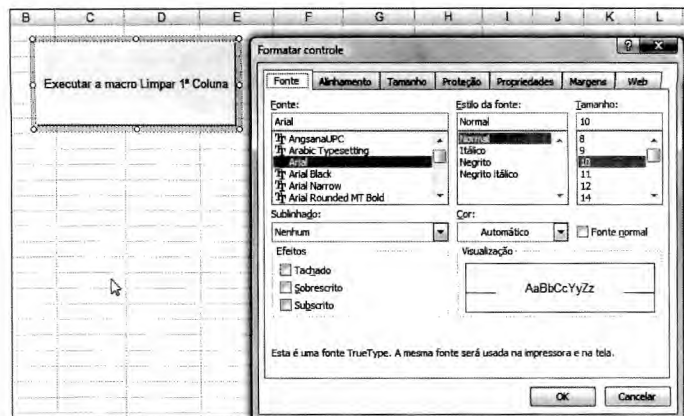 B C D E F G H I J K L
Executar a macro Limpar 1ª Coluna
Formatar controle
Fonte Alinhamento Tamanho Proteção Propriedades Margens Web
Fonte: Estilo da fonte: Tamanho:
Arial Normal 10
AngsanaUPC Normal 8
Arabic Typesetting Itálico 9
Arial Negrito 10
Arial Black Negrito Itálico 11
Arial Narrow 12
Arial Rounded MT Bold 14
Sublinhado: Cor:
Nenhum Automático Fonte normal
Efeitos Visualização
Tachado
Sobrescrito AaBbCcYyZz
Subscrito
Esta é uma fonte TrueType. A mesma fonte será usada na impressora e na tela.
OK Cancelar